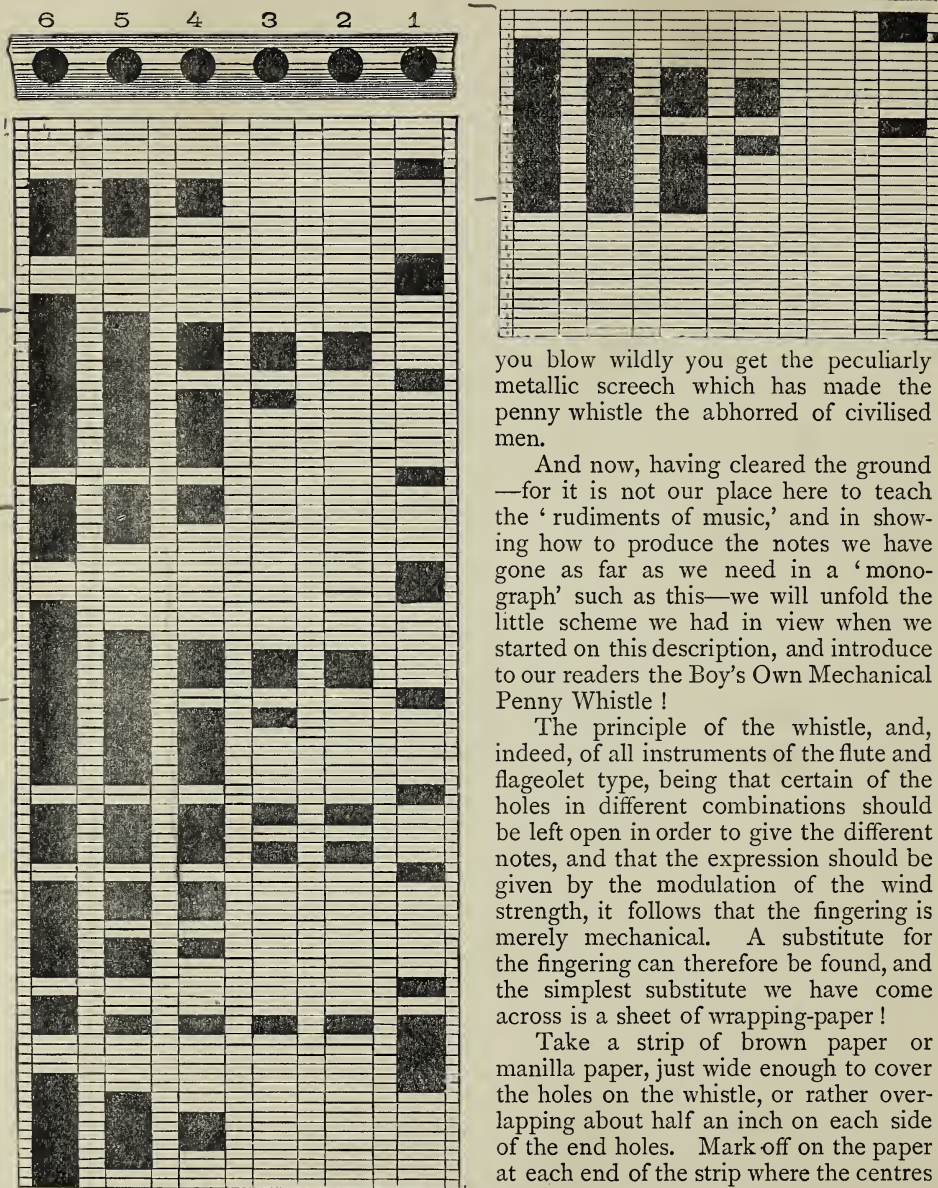 6 5 4 3 2 1
you blow wildly you get the peculiarly
metallic screech which has made the
penny whistle the abhorred of civilised
men.
And now, having cleared the ground
—for it is not our place here to teach
the ‘ rudiments of music,’ and in show-
ing how to produce the notes we have
gone as far as we need in a ‘ mono-
graph’ such as this—we will unfold the
little scheme we had in view when we
started on this description, and introduce
to our readers the Boy’s Own Mechanical
Penny Whistle !
The principle of the whistle, and,
indeed, of all instruments of the flute and
flageolet type, being that certain of the
holes in different combinations should
be left open in order to give the different
notes, and that the expression should be
given by the modulation of the wind
strength, it follows that the fingering is
merely mechanical. A substitute for
the fingering can therefore be found, and
the simplest substitute we have come
across is a sheet of wrapping-paper !
Take a strip of brown paper or
manilla paper, just wide enough to cover
the holes on the whistle, or rather over-
lapping about half an inch on each side
of the end holes. Mark off on the paper
at each end of the strip where the centres